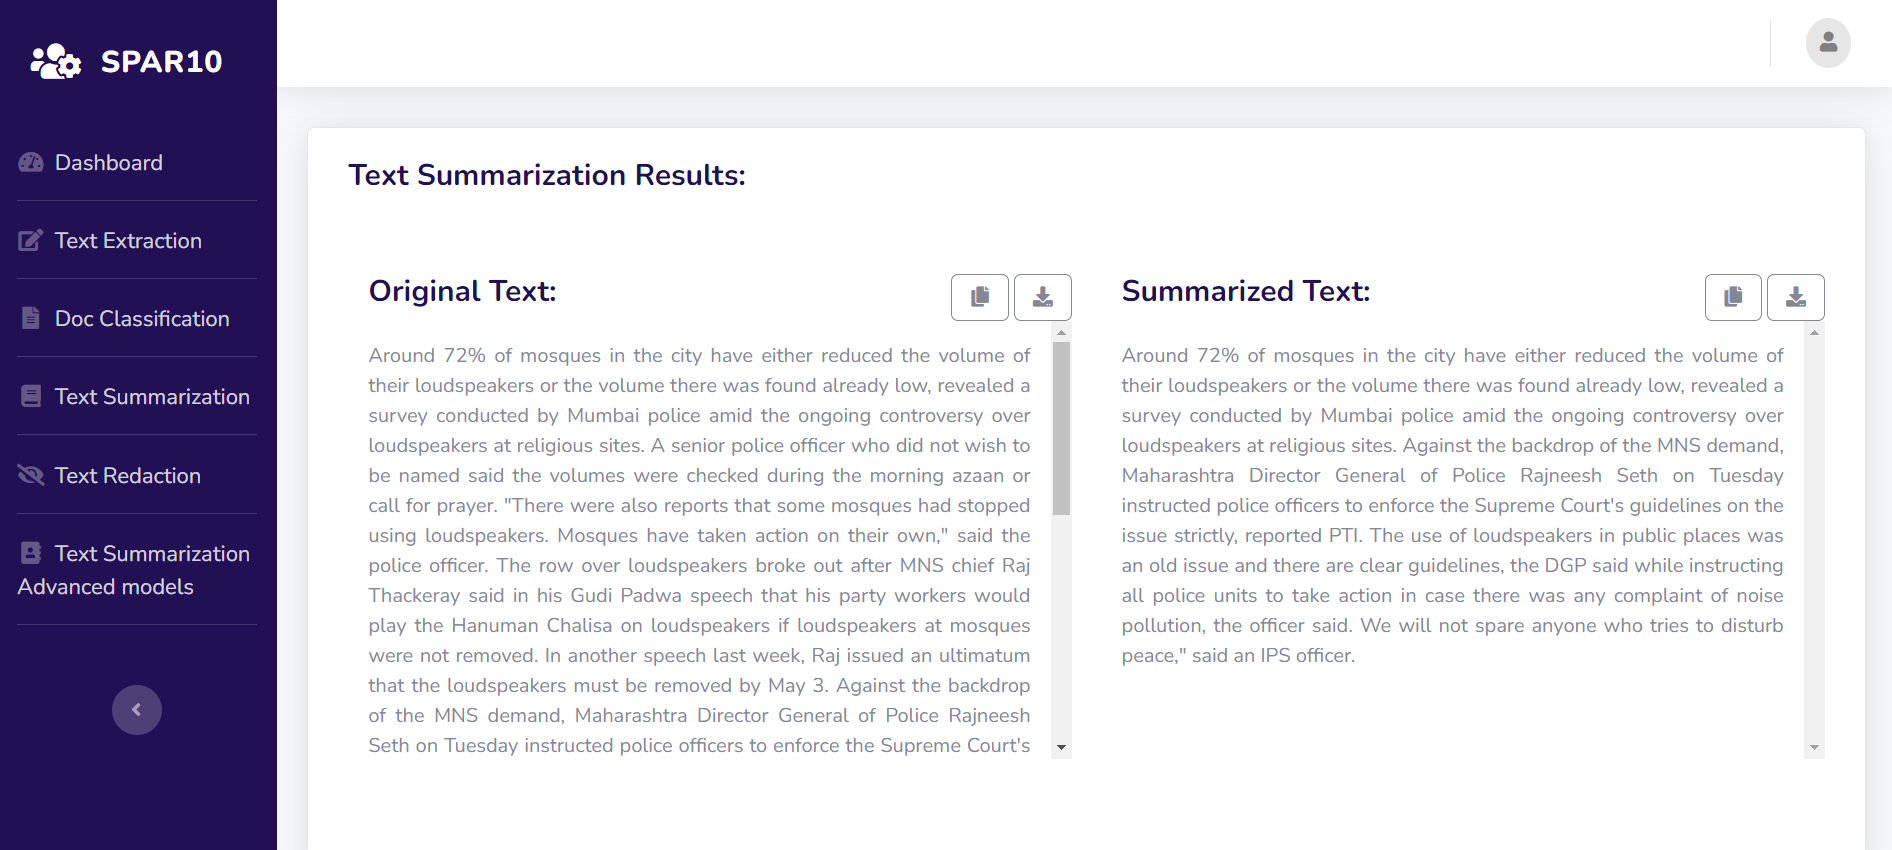 SPAR10
Dashboard
Text Extraction
Doc Classification
Text Summarization
Text Redaction
Text Summarization
Advanced models
Text Summarization Results:
Original Text:
Around 72% of mosques in the city have either reduced the volume of
their loudspeakers or the volume there was found already low, revealed a
survey conducted by Mumbai police amid the ongoing controversy over
loudspeakers at religious sites. A senior police officer who did not wish to
be named said the volumes were checked during the morning azaan or
call for prayer. "There were also reports that some mosques had stopped
using loudspeakers. Mosques have taken action on their own," said the
police officer. The row over loudspeakers broke out after MNS chief Raj
Thackeray said in his Gudi Padwa speech that his party workers would
play the Hanuman Chalisa on loudspeakers if loudspeakers at mosques
were not removed. In another speech last week, Raj issued an ultimatum
that the loudspeakers must be removed by May 3. Against the backdrop
of the MNS demand, Maharashtra Director General of Police Rajneesh
Seth on Tuesday instructed police officers to enforce the Supreme Court's
Summarized Text:
Around 72% of mosques in the city have either reduced the volume of
their loudspeakers or the volume there was found already low, revealed a
survey conducted by Mumbai police amid the ongoing controversy over
loudspeakers at religious sites. Against the backdrop of the MNS demand,
Maharashtra Director General of Police Rajneesh Seth on Tuesday
instructed police officers to enforce the Supreme Court's guidelines on the
issue strictly, reported PTI. The use of loudspeakers in public places was
an old issue and there are clear guidelines, the DGP said while instructing
all police units to take action in case there was any complaint of noise
pollution, the officer said. We will not spare anyone who tries to disturb
peace," said an IPS officer.